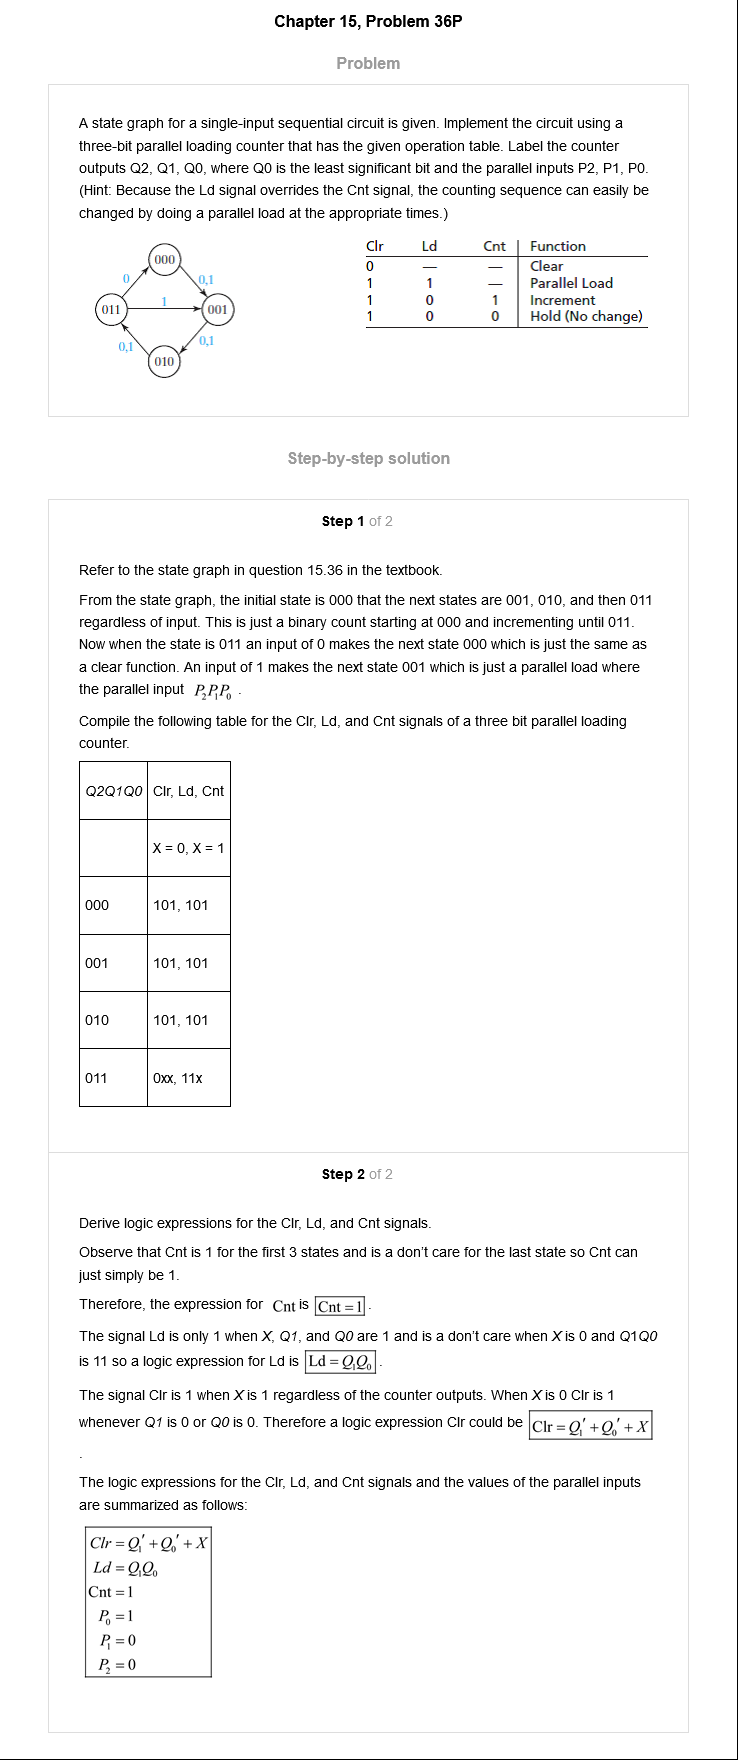 Chapter 15, Problem 36P
Problem
A state graph for a single-input sequential circuit is given. Implement the circuit using a
three-bit parallel loading counter that has the given operation table. Label the counter
outputs Q2, Q1, Q0, where Q0 is the least significant bit and the parallel inputs P2, P1, P0.
(Hint: Because the Ld signal overrides the Cnt signal, the counting sequence can easily be
changed by doing a parallel load at the appropriate times.)
000
0 0,1
011 1 001
0,1 0,1
010
Clr Ld Cnt Function
0 — — Clear
1 1 — Parallel Load
1 0 1 Increment
1 0 0 Hold (No change)
Step-by-step solution
Step 1 of 2
Refer to the state graph in question 15.36 in the textbook.
From the state graph, the initial state is 000 that the next states are 001, 010, and then 011
regardless of input. This is just a binary count starting at 000 and incrementing until 011.
Now when the state is 011 an input of 0 makes the next state 000 which is just the same as
a clear function. An input of 1 makes the next state 001 which is just a parallel load where
the parallel input P₂P₁P₀ .
Compile the following table for the Clr, Ld, and Cnt signals of a three bit parallel loading
counter.
Q2Q1Q0 Clr, Ld, Cnt
X = 0, X = 1
000 101, 101
001 101, 101
010 101, 101
011 0xx, 11x
Step 2 of 2
Derive logic expressions for the Clr, Ld, and Cnt signals.
Observe that Cnt is 1 for the first 3 states and is a don't care for the last state so Cnt can
just simply be 1.
Therefore, the expression for Cnt is Cnt = 1 .
The signal Ld is only 1 when X, Q1, and Q0 are 1 and is a don't care when X is 0 and Q1Q0
is 11 so a logic expression for Ld is Ld = Q₁Q₀ .
The signal Clr is 1 when X is 1 regardless of the counter outputs. When X is 0 Clr is 1
whenever Q1 is 0 or Q0 is 0. Therefore a logic expression Clr could be Clr = Q₁′ + Q₀′ + X
.
The logic expressions for the Clr, Ld, and Cnt signals and the values of the parallel inputs
are summarized as follows:
Clr = Q₁′ + Q₀′ + X
Ld = Q₁Q₀
Cnt = 1
P₀ = 1
P₁ = 0
P₂ = 0